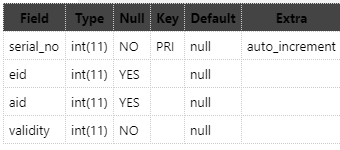 Field Type Null Key Default Extra
serial_no int(11) NO PRI null auto_increment
eid int(11) YES null
aid int(11) YES null
validity int(11) NO null